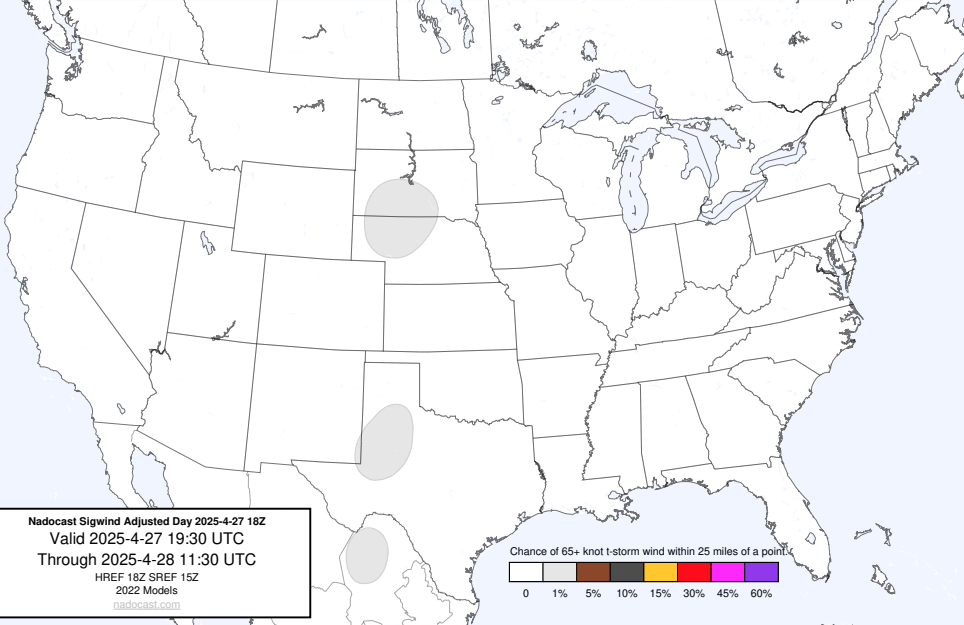 Nadocast Sigwind Adjusted Day 2025-4-27 18Z
Valid 2025-4-27 19:30 UTC
Through 2025-4-28 11:30 UTC
HREF 18Z SREF 15Z
2022 Models
nadocast.com
Chance of 65+ knot t-storm wind within 25 miles of a point.
0 1% 5% 10% 15% 30% 45% 60%